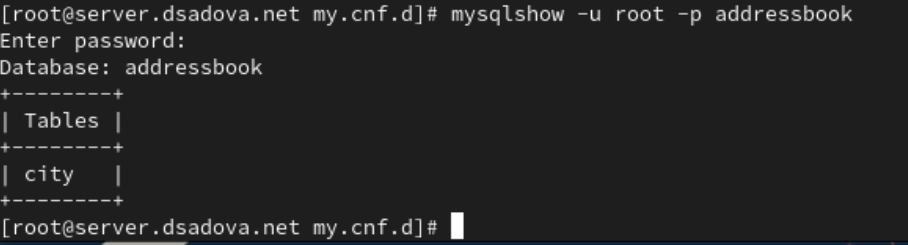 [root@server.dsadova.net my.cnf.d]# mysqlshow -u root -p addressbook
Enter password:
Database: addressbook
+--------+
| Tables |
+--------+
| city   |
+--------+
[root@server.dsadova.net my.cnf.d]#